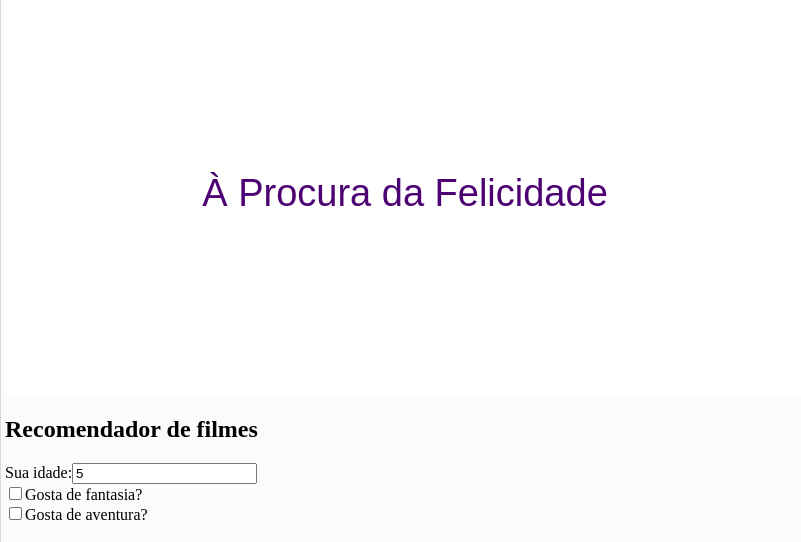 À Procura da Felicidade
Recomendador de filmes
Sua idade: 5
Gosta de fantasia?
Gosta de aventura?